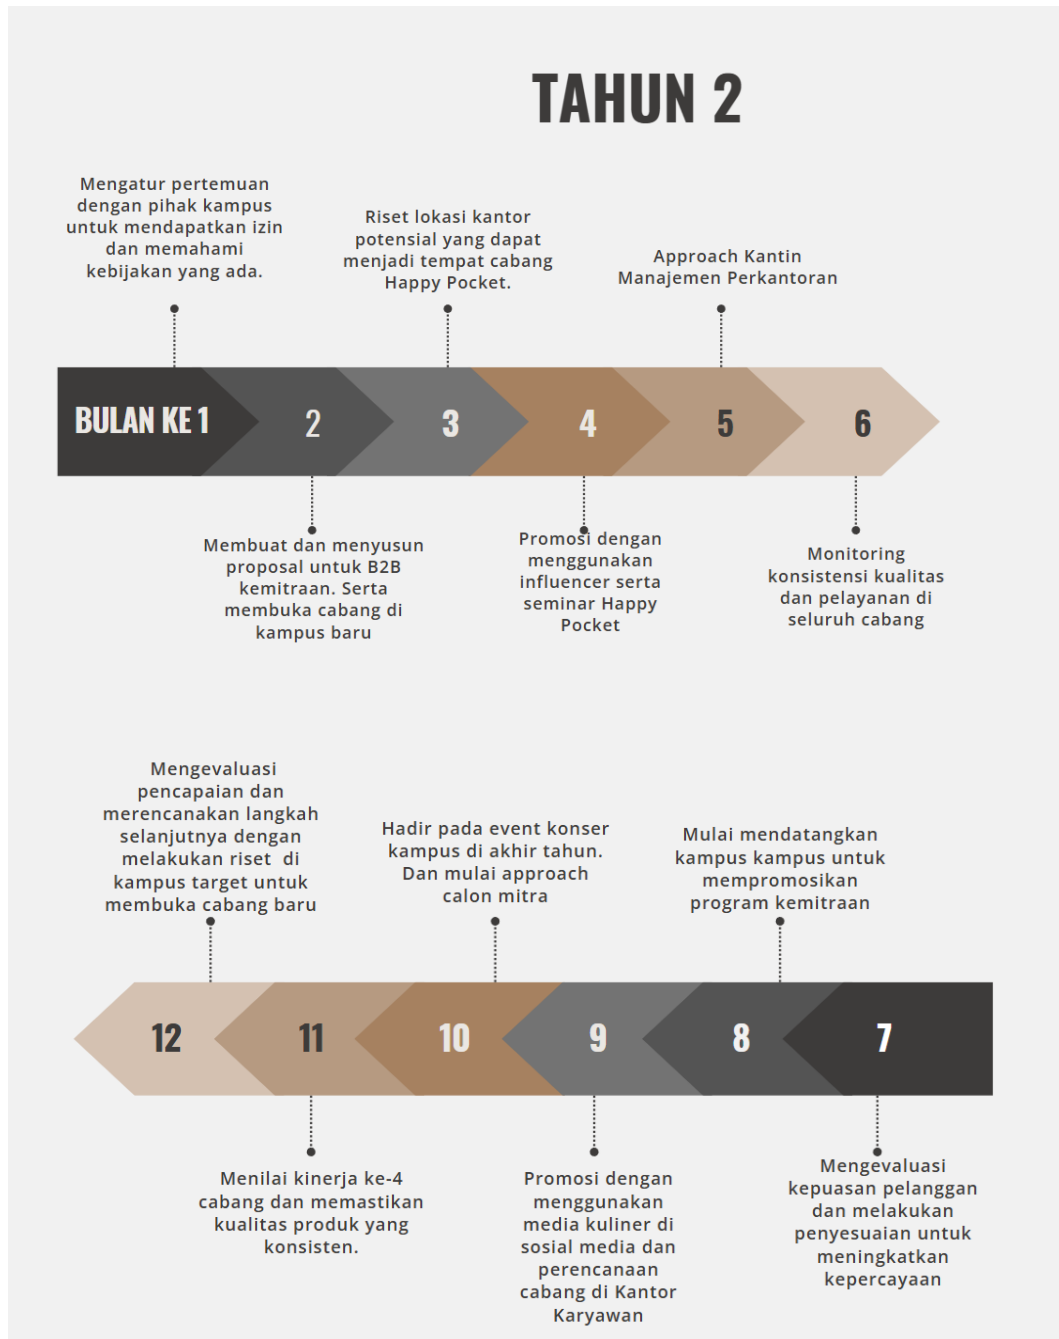 TAHUN 2
Mengatur pertemuan
dengan pihak kampus
untuk mendapatkan izin
dan memahami
kebijakan yang ada.
Riset lokasi kantor
potensial yang dapat
menjadi tempat cabang
Happy Pocket.
Approach Kantin
Manajemen Perkantoran
BULAN KE 1
2
3
4
5
6
Membuat dan menyusun
proposal untuk B2B
kemitraan. Serta
membuka cabang di
kampus baru
Promosi dengan
menggunakan
influencer serta
seminar Happy
Pocket
Monitoring
konsistensi kualitas
dan pelayanan di
seluruh cabang
Mengevaluasi
pencapaian dan
merencanakan langkah
selanjutnya dengan
melakukan riset  di
kampus target untuk
membuka cabang baru
Hadir pada event konser
kampus di akhir tahun.
Dan mulai approach
calon mitra
Mulai mendatangkan
kampus kampus untuk
mempromosikan
program kemitraan
12
11
10
9
8
7
Menilai kinerja ke-4
cabang dan memastikan
kualitas produk yang
konsisten.
Promosi dengan
menggunakan
media kuliner di
sosial media dan
perencanaan
cabang di Kantor
Karyawan
Mengevaluasi
kepuasan pelanggan
dan melakukan
penyesuaian untuk
meningkatkan
kepercayaan